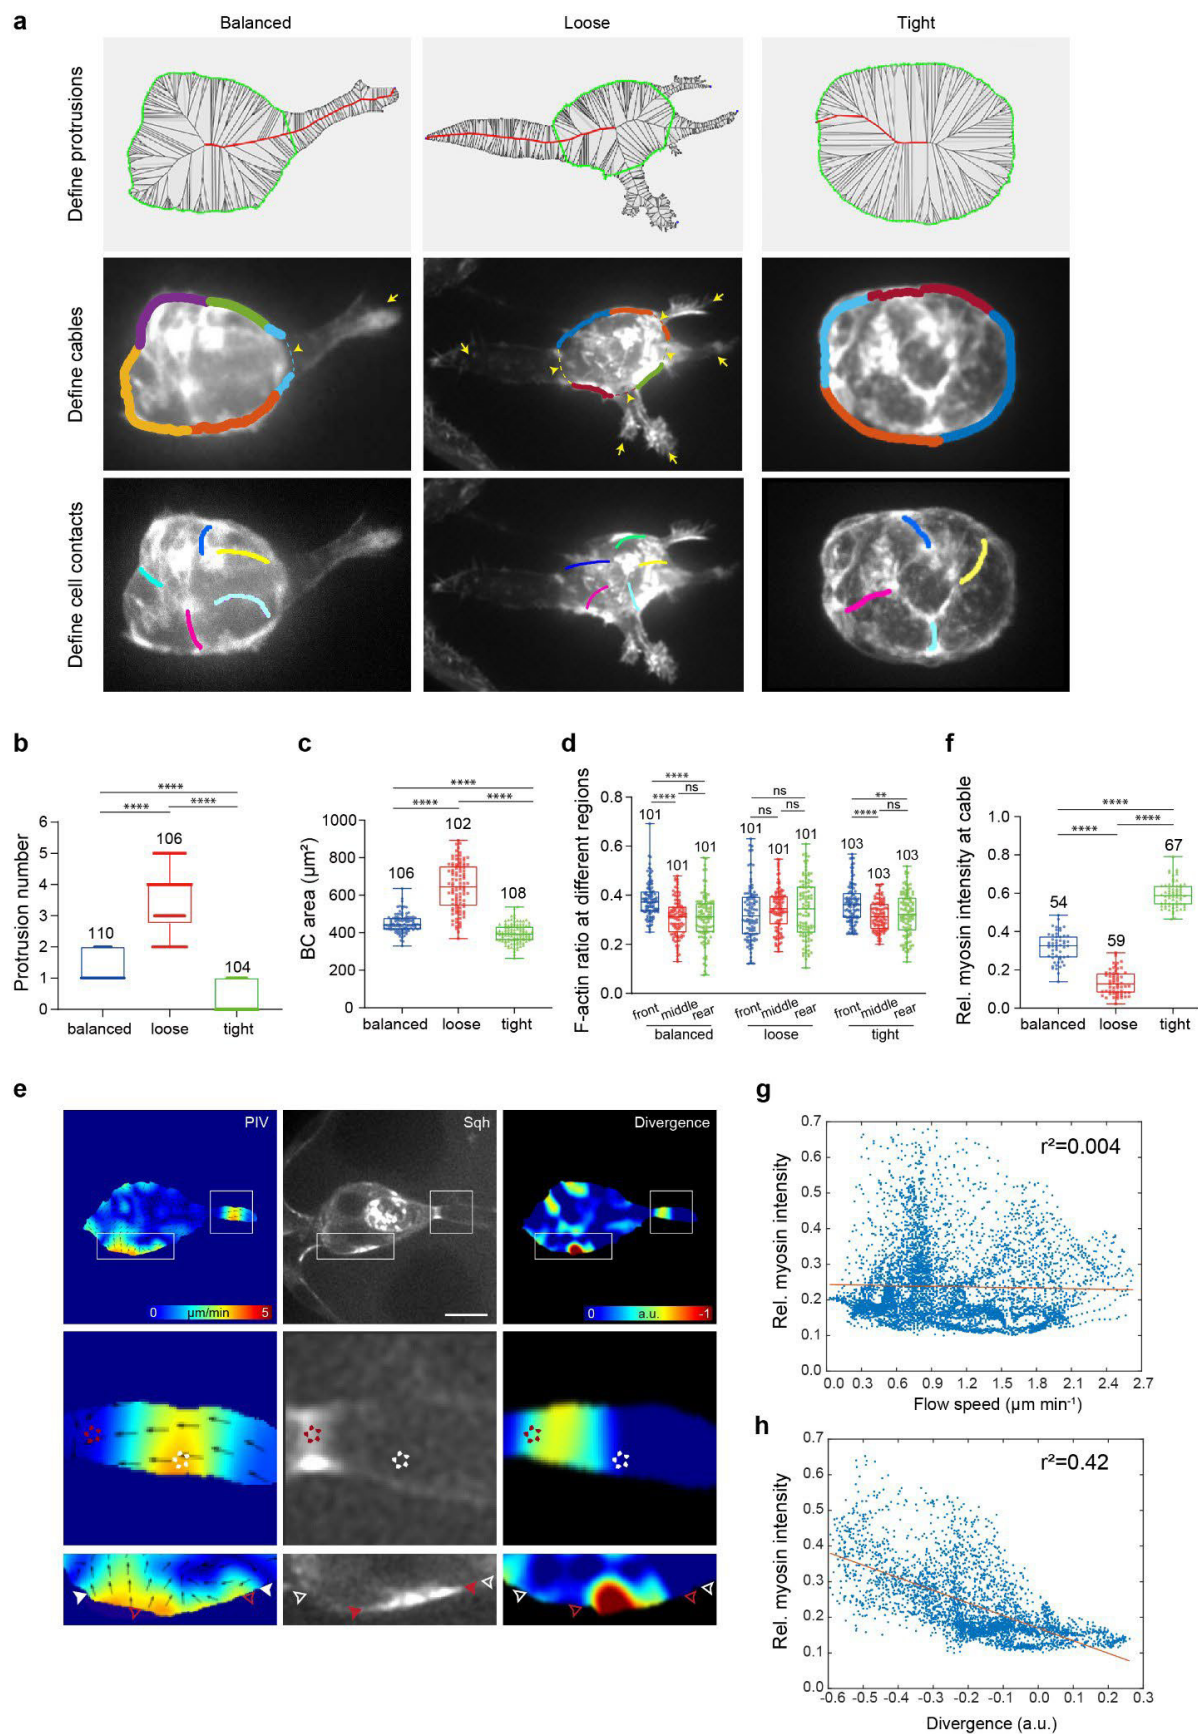 a
Balanced
Loose
Tight
Define protrusions
Define cables
Define cell contacts
b
****
****
****
Protrusion number
6
5
4
3
2
1
0
110
106
104
balanced
loose
tight
c
****
****
****
BC area (µm²)
1000
800
600
400
200
0
106
102
108
balanced
loose
tight
d
F-actin ratio at different regions
0.8
0.6
0.4
0.2
0.0
****
****
ns
101
101
101
ns
ns
ns
101
101
101
**
****
ns
103
103
103
front
middle
rear
front
middle
rear
front
middle
rear
balanced
loose
tight
f
Rel. myosin intensity at cable
1.0
0.8
0.6
0.4
0.2
0.0
****
****
****
54
59
67
balanced
loose
tight
e
PIV
Sqh
Divergence
0 µm/min 5
0 a.u. -1
g
Rel. myosin intensity
0.7
0.6
0.5
0.4
0.3
0.2
0.1
0.0
r²=0.004
0.0 0.3 0.6 0.9 1.2 1.5 1.8 2.1 2.4 2.7
Flow speed (µm min⁻¹)
h
Rel. myosin intensity
0.7
0.6
0.5
0.4
0.3
0.2
0.1
0.0
r²=0.42
-0.6 -0.5 -0.4 -0.3 -0.2 -0.1 0.0 0.1 0.2 0.3
Divergence (a.u.)